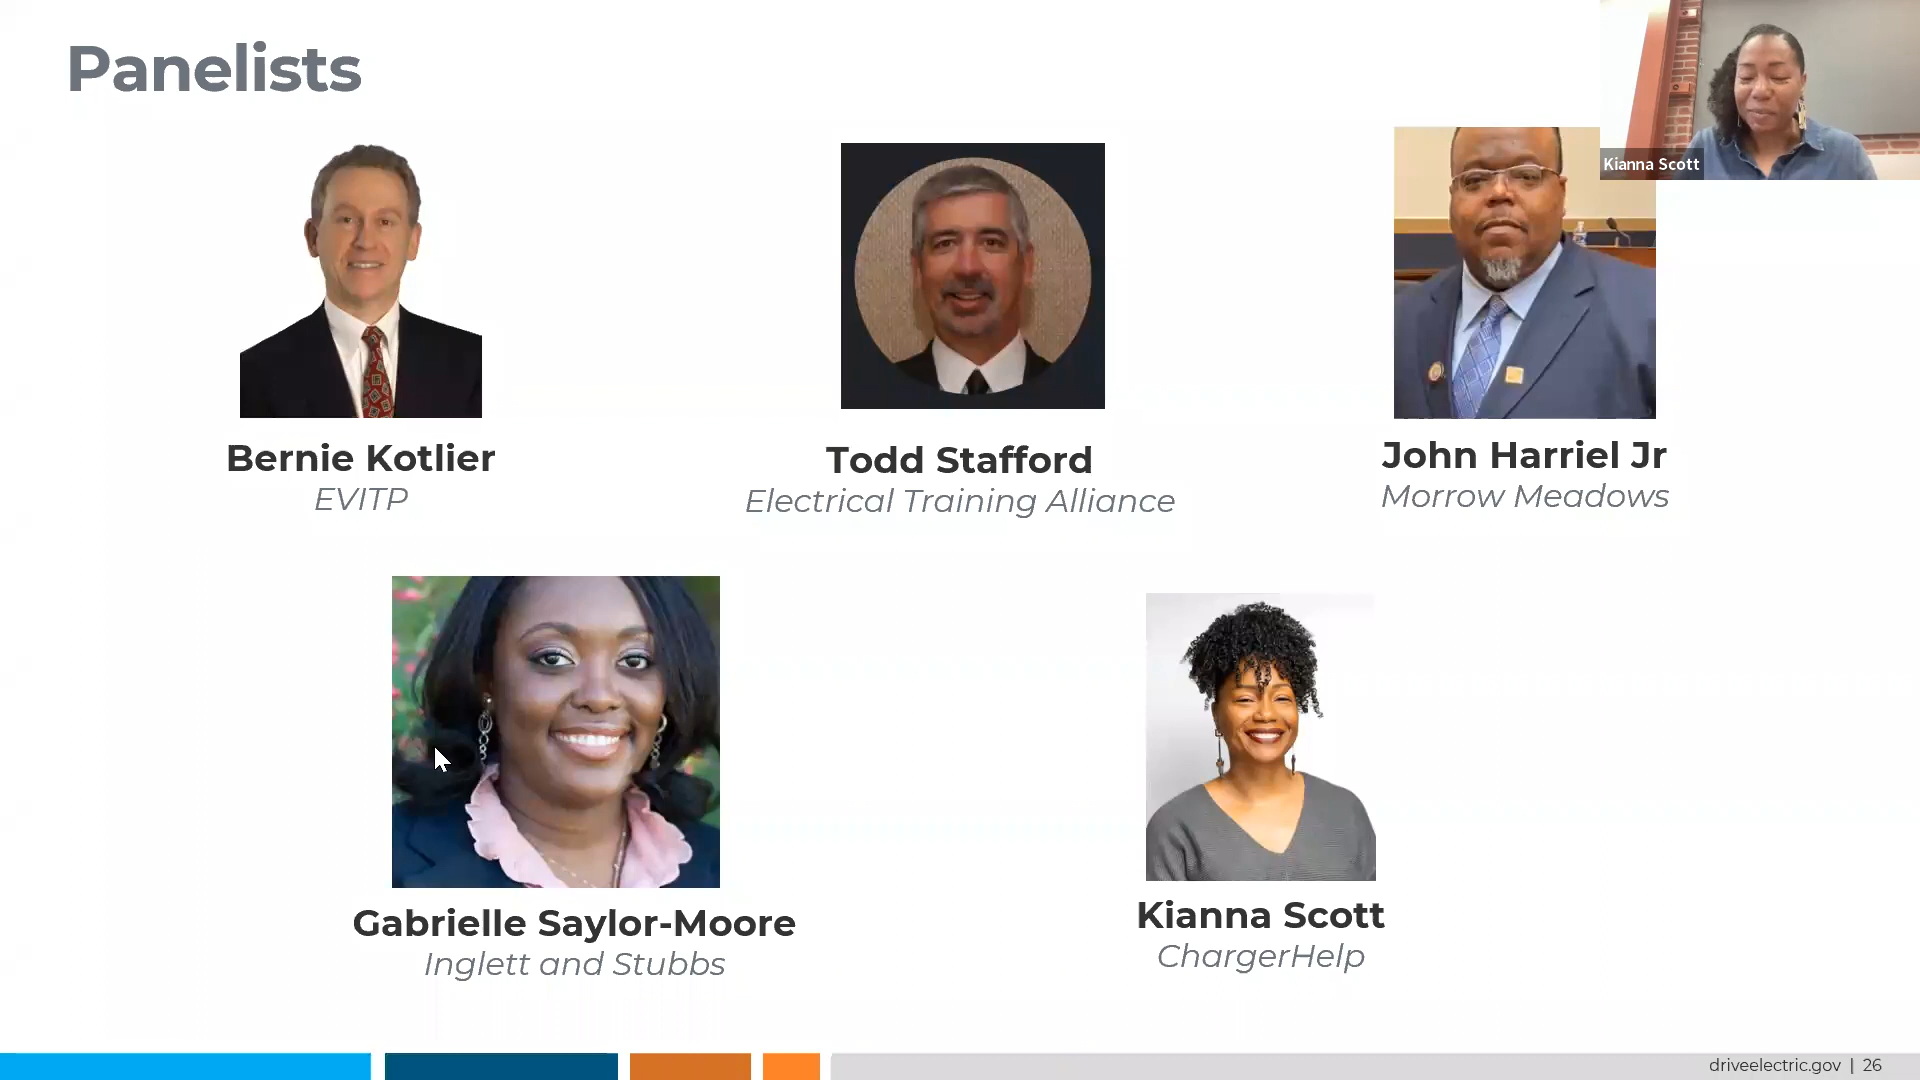 Panelists
Kianna Scott
Bernie Kotlier
EVITP
Todd Stafford
Electrical Training Alliance
John Harriel Jr
Morrow Meadows
Gabrielle Saylor-Moore
Inglett and Stubbs
Kianna Scott
ChargerHelp
driveelectric.gov | 26